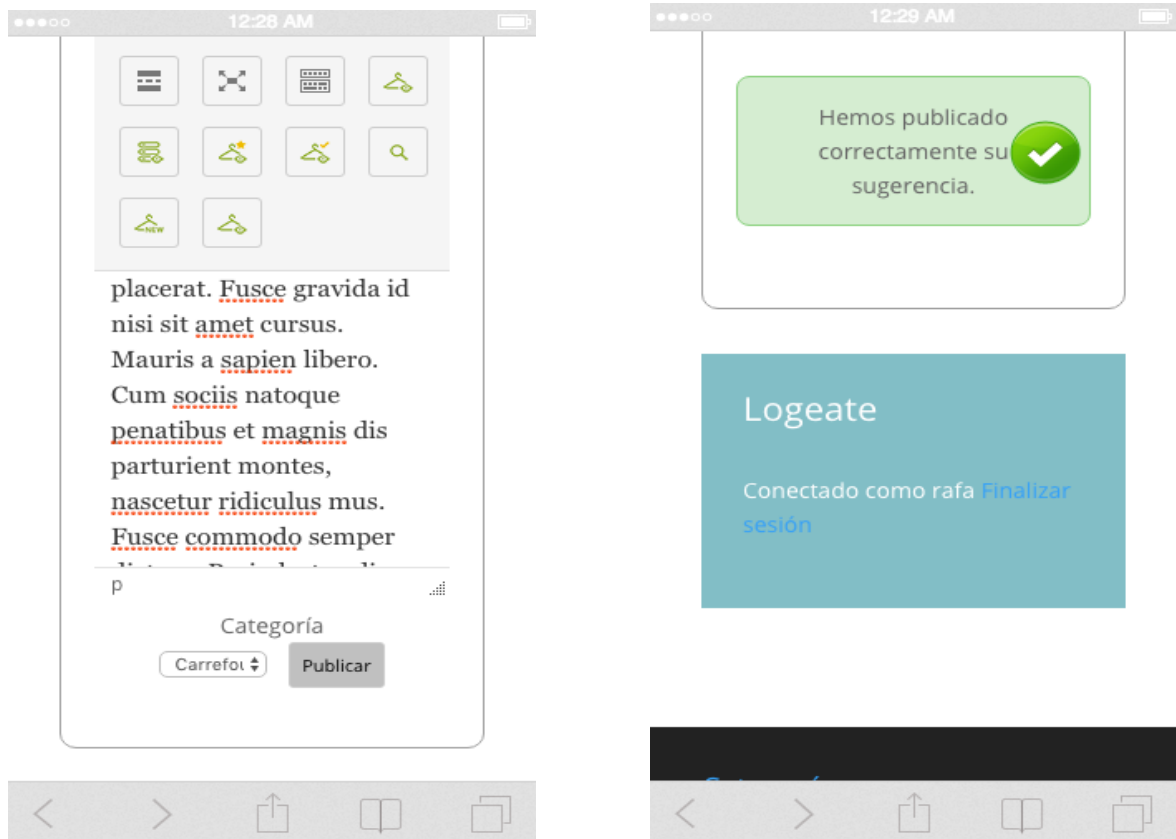 12:28 AM
NEW
placerat. Fusce gravida id
nisi sit amet cursus.
Mauris a sapien libero.
Cum sociis natoque
penatibus et magnis dis
parturient montes,
nascetur ridiculus mus.
Fusce commodo semper
p
Categoría
Carrefou
Publicar
12:29 AM
Hemos publicado
correctamente su
sugerencia.
Logeate
Conectado como rafa Finalizar
sesión